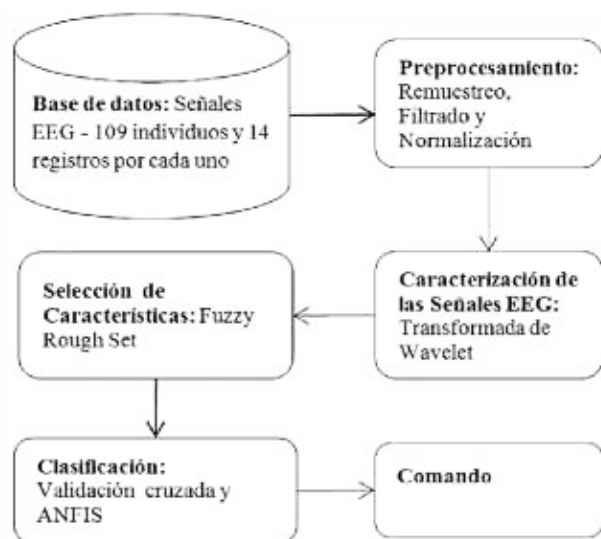 Base de datos: Señales
EEG - 109 individuos y 14
registros por cada uno
Preprocesamiento:
Remuestreo,
Filtrado y
Normalización
Caracterización de
las Señales EEG:
Transformada de
Wavelet
Selección de
Características: Fuzzy
Rough Set
Clasificación:
Validación cruzada y
ANFIS
Comando